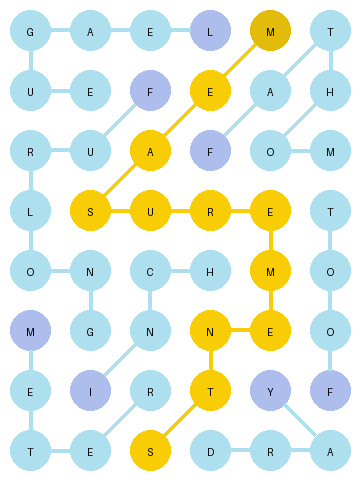 G A E L M T
U E F E A H
R U A F O M
L S U R E T
O N C H M O
M G N N E O
E I R T Y F
T E S D R A